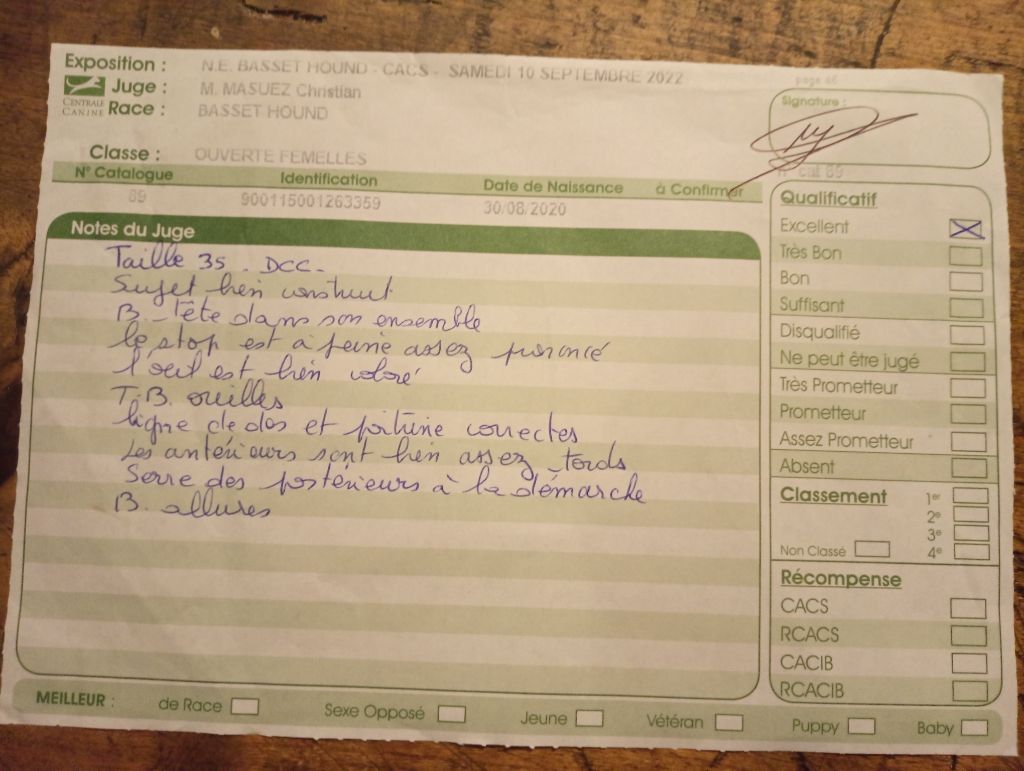 Exposition : N.E. BASSET HOUND - CACS - SAMEDI 10 SEPTEMBRE 2022
page 46
CENTRALE CANINE
Juge : M. MASUEZ Christian
Race : BASSET HOUND
Signature :
Classe : OUVERTE FEMELLES
n° cat 89
N° Catalogue Identification Date de Naissance à Confirmer
89 900115001263359 30/08/2020
Notes du Juge
Taille 35. DCC.
Sujet bien construit
B. Tête dans son ensemble
le stop est à peine assez prononcé
l'oeil est bien coloré
T.B. oreilles
ligne de dos et poitrine correctes
Les antérieurs sont bien assez tords
Serre des postérieurs à la démarche
B. allures
Qualificatif
Excellent
Très Bon
Bon
Suffisant
Disqualifié
Ne peut être jugé
Très Prometteur
Prometteur
Assez Prometteur
Absent
Classement 1er
2e
3e
Non Classé 4e
Récompense
CACS
RCACS
CACIB
RCACIB
MEILLEUR : de Race Sexe Opposé Jeune Vétéran Puppy Baby